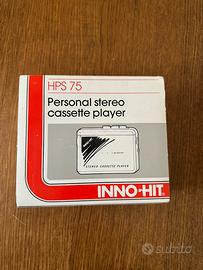 HPS 75
Personal stereo
cassette player
STEREO CASSETTE PLAYER
INNO-HIT
subito